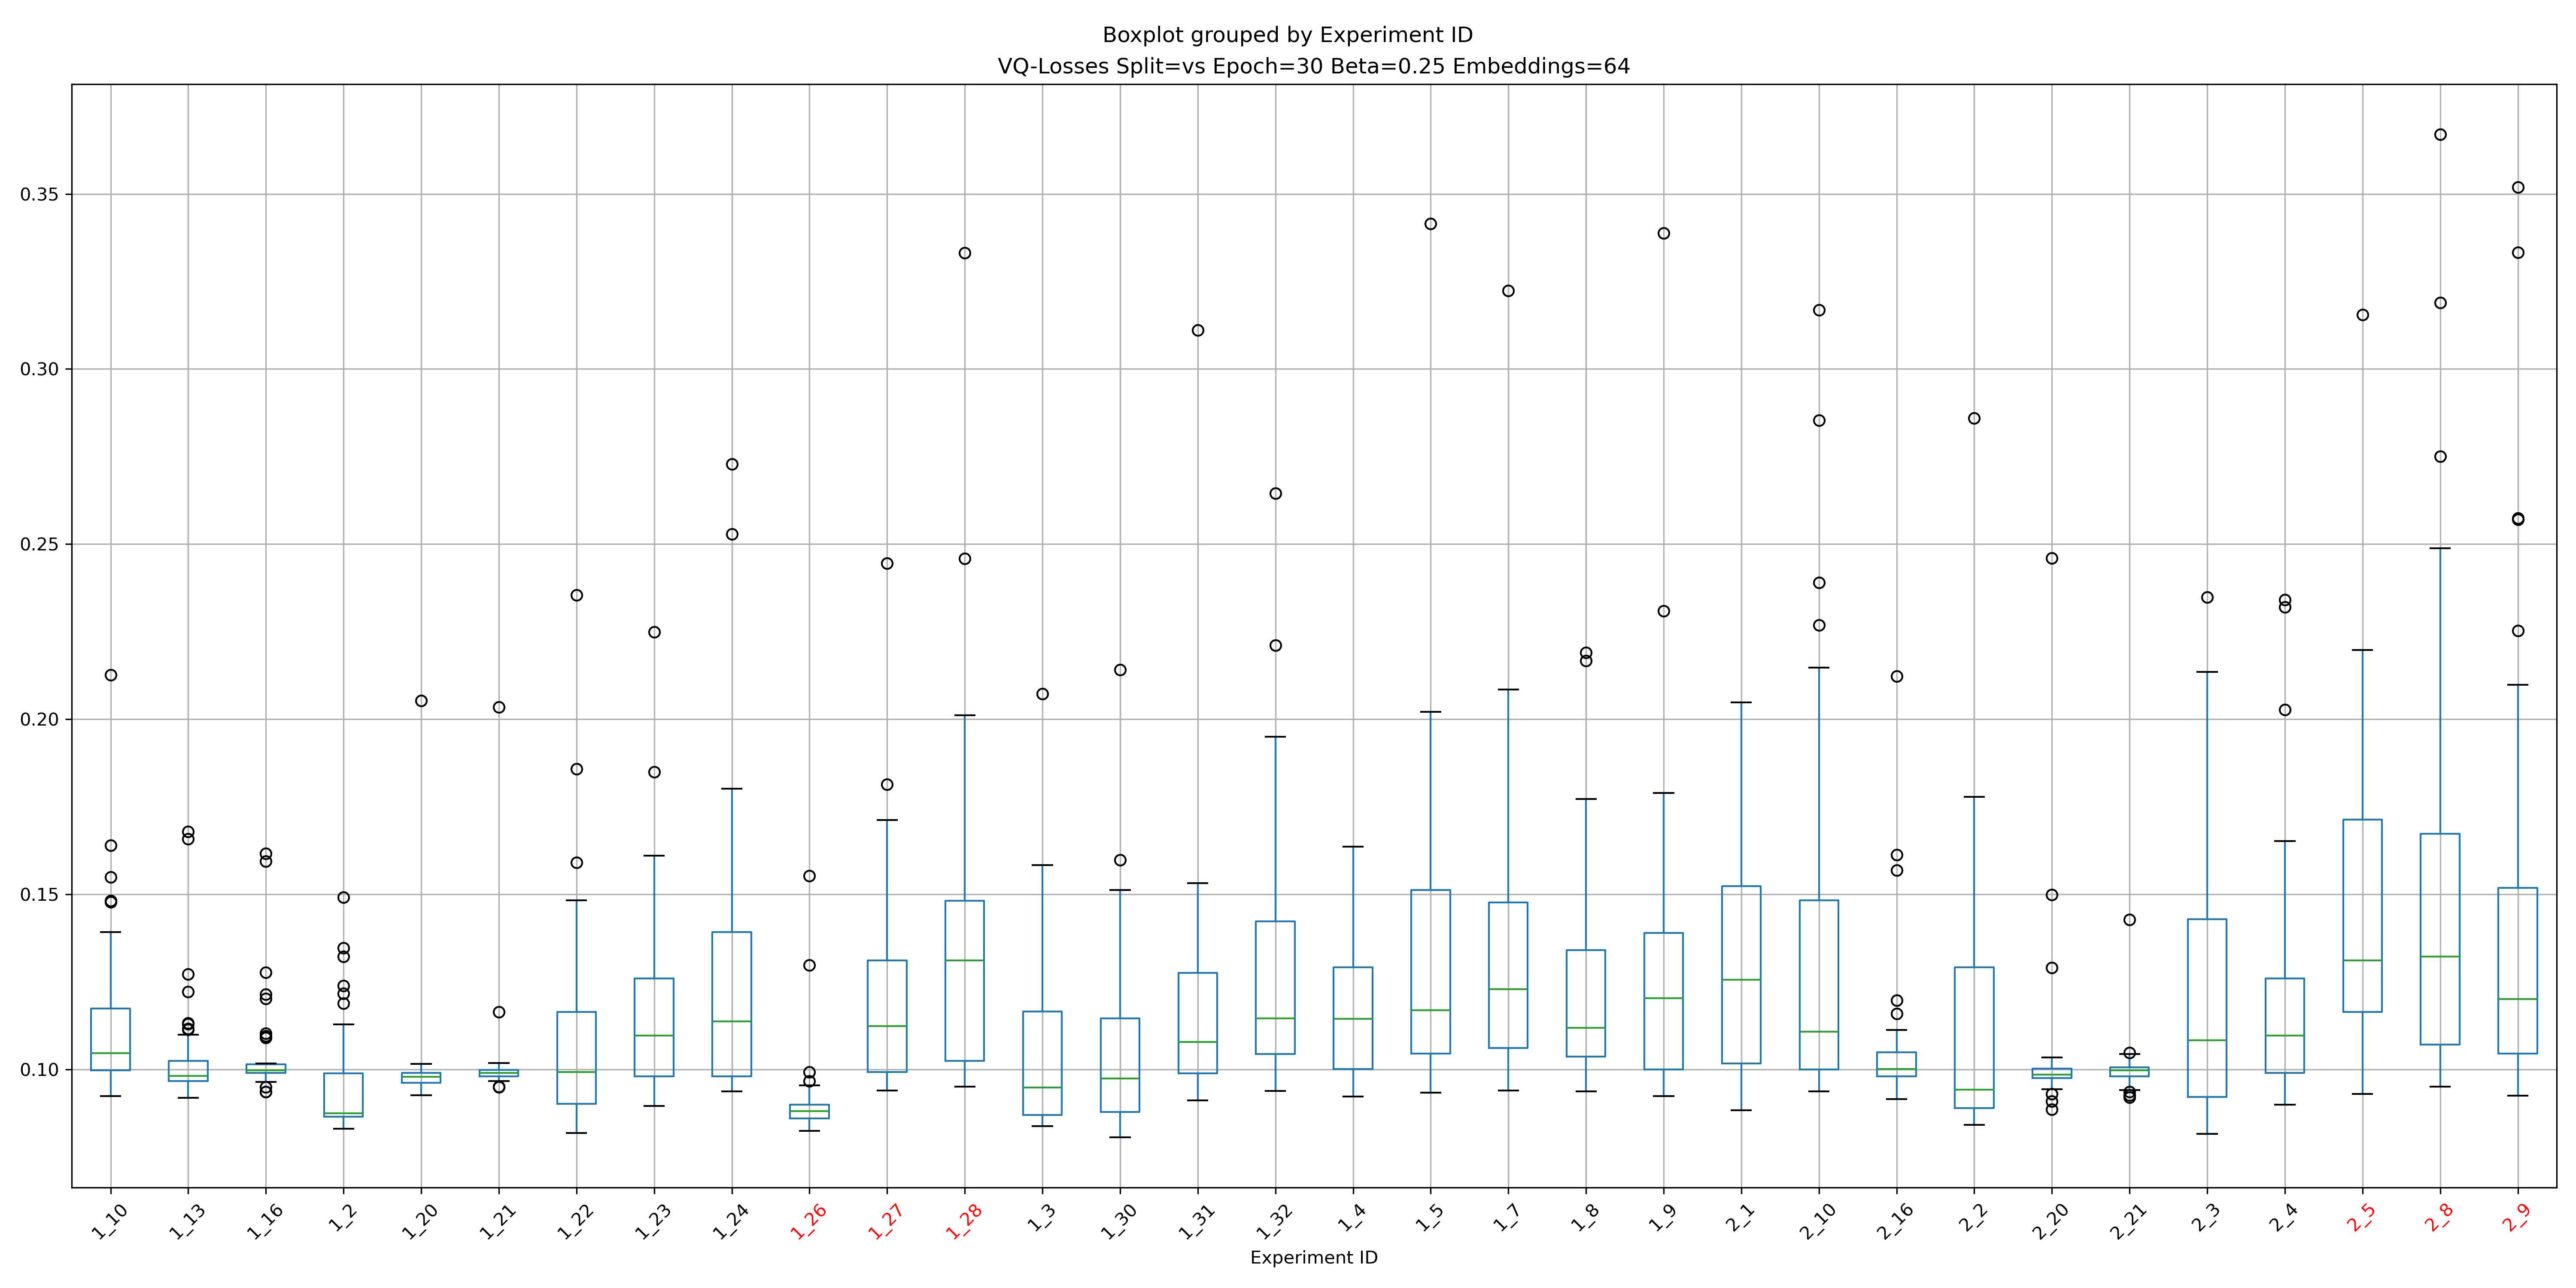 Boxplot grouped by Experiment ID
VQ-Losses Split=vs Epoch=30 Beta=0.25 Embeddings=64
0.35
0.30
0.25
0.20
0.15
0.10
1_10 1_13 1_16 1_2 1_20 1_21 1_22 1_23 1_24 1_26 1_27 1_28 1_3 1_30 1_31 1_32 1_4 1_5 1_7 1_8 1_9 2_1 2_10 2_16 2_2 2_20 2_21 2_3 2_4 2_5 2_8 2_9
Experiment ID